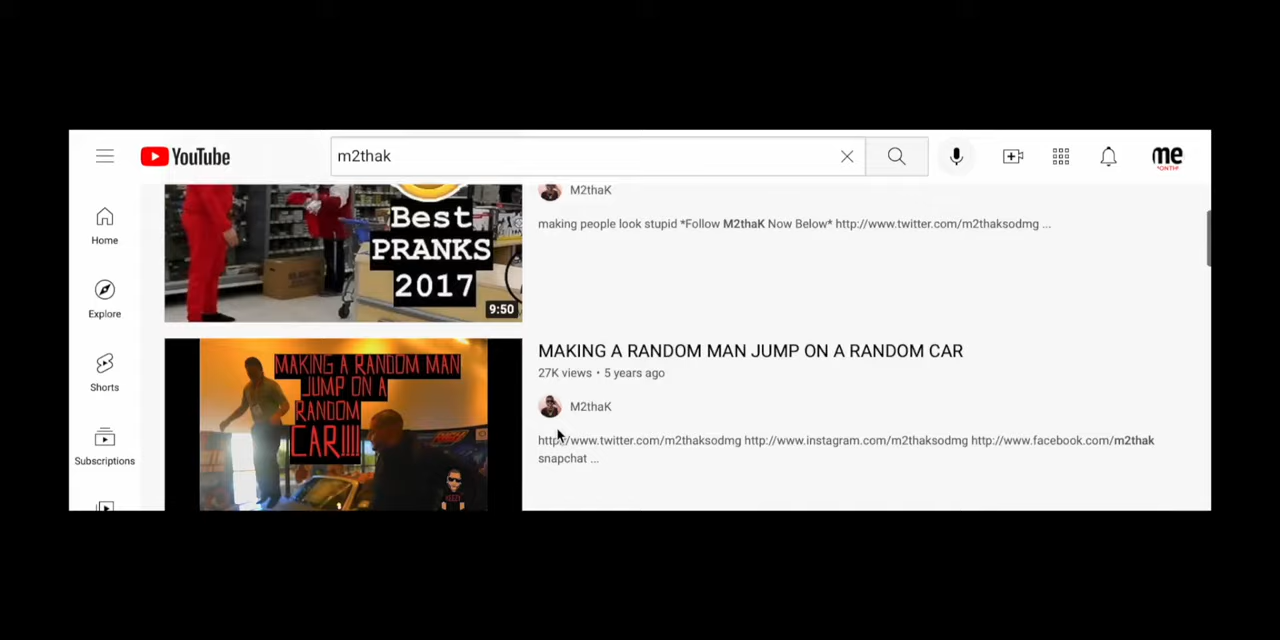 YouTube
m2thak
me
MONTH
Home
Explore
Shorts
Subscriptions
Best
PRANKS
2017
9:50
M2thaK
making people look stupid *Follow M2thaK Now Below* http://www.twitter.com/m2thaksodmg ...
MAKING A RANDOM MAN
JUMP ON A
RANDOM
CAR!!!!
YEEZY
MAKING A RANDOM MAN JUMP ON A RANDOM CAR
27K views • 5 years ago
M2thaK
http://www.twitter.com/m2thaksodmg http://www.instagram.com/m2thaksodmg http://www.facebook.com/m2thak
snapchat ...